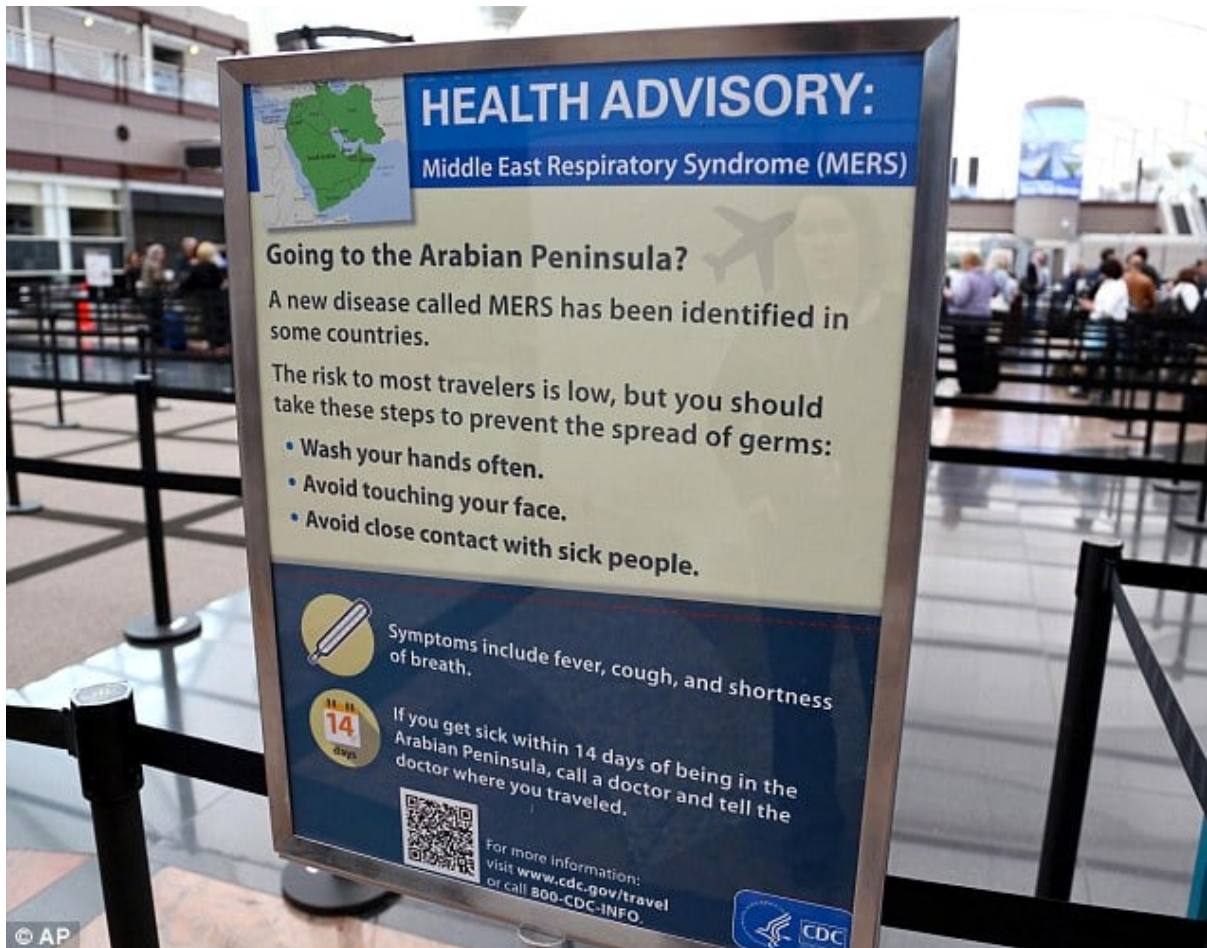 HEALTH ADVISORY:
Middle East Respiratory Syndrome (MERS)
Going to the Arabian Peninsula?
A new disease called MERS has been identified in
some countries.
The risk to most travelers is low, but you should
take these steps to prevent the spread of germs:
• Wash your hands often.
• Avoid touching your face.
• Avoid close contact with sick people.
Symptoms include fever, cough, and shortness
of breath.
14
days
If you get sick within 14 days of being in the
Arabian Peninsula, call a doctor and tell the
doctor where you traveled.
For more information:
visit www.cdc.gov/travel
or call 800-CDC-INFO.
CDC
© AP